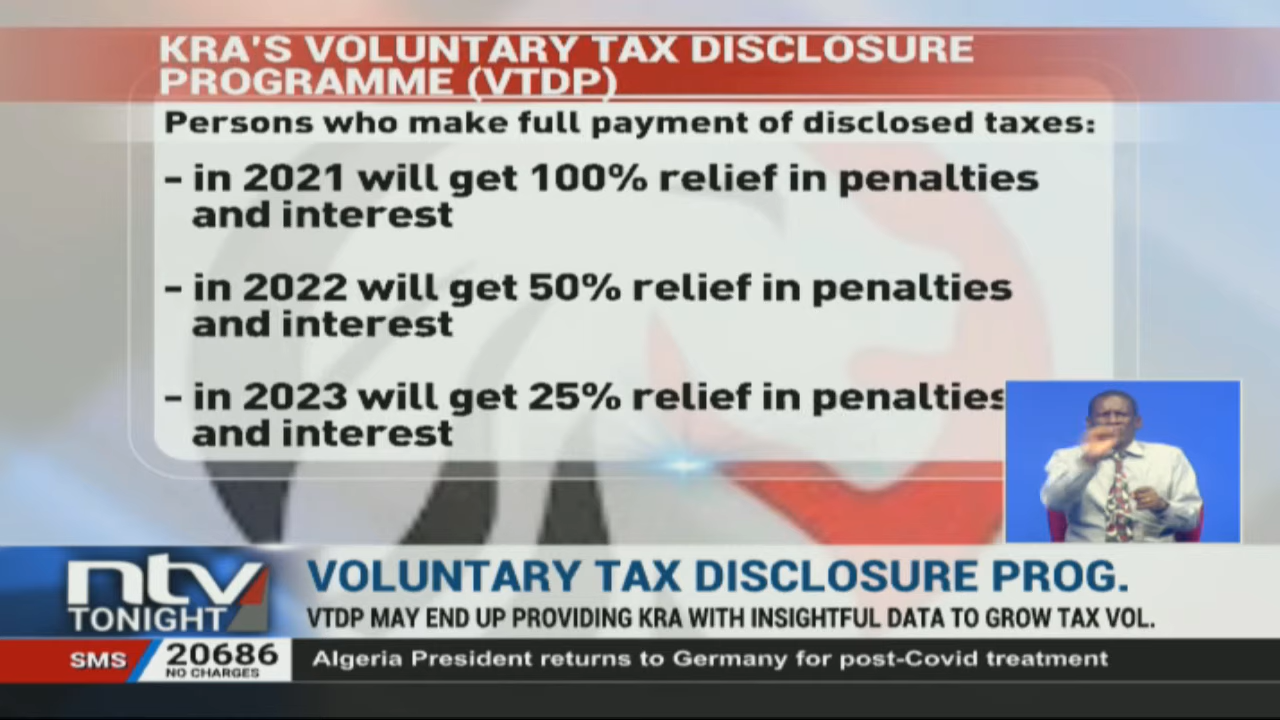 KRA'S VOLUNTARY TAX DISCLOSURE
PROGRAMME (VTDP)
Persons who make full payment of disclosed taxes:
- in 2021 will get 100% relief in penalties
and interest
- in 2022 will get 50% relief in penalties
and interest
- in 2023 will get 25% relief in penalties
and interest
ntv
TONIGHT
VOLUNTARY TAX DISCLOSURE PROG.
VTDP MAY END UP PROVIDING KRA WITH INSIGHTFUL DATA TO GROW TAX VOL.
SMS
20686
NO CHARGES
Algeria President returns to Germany for post-Covid treatment